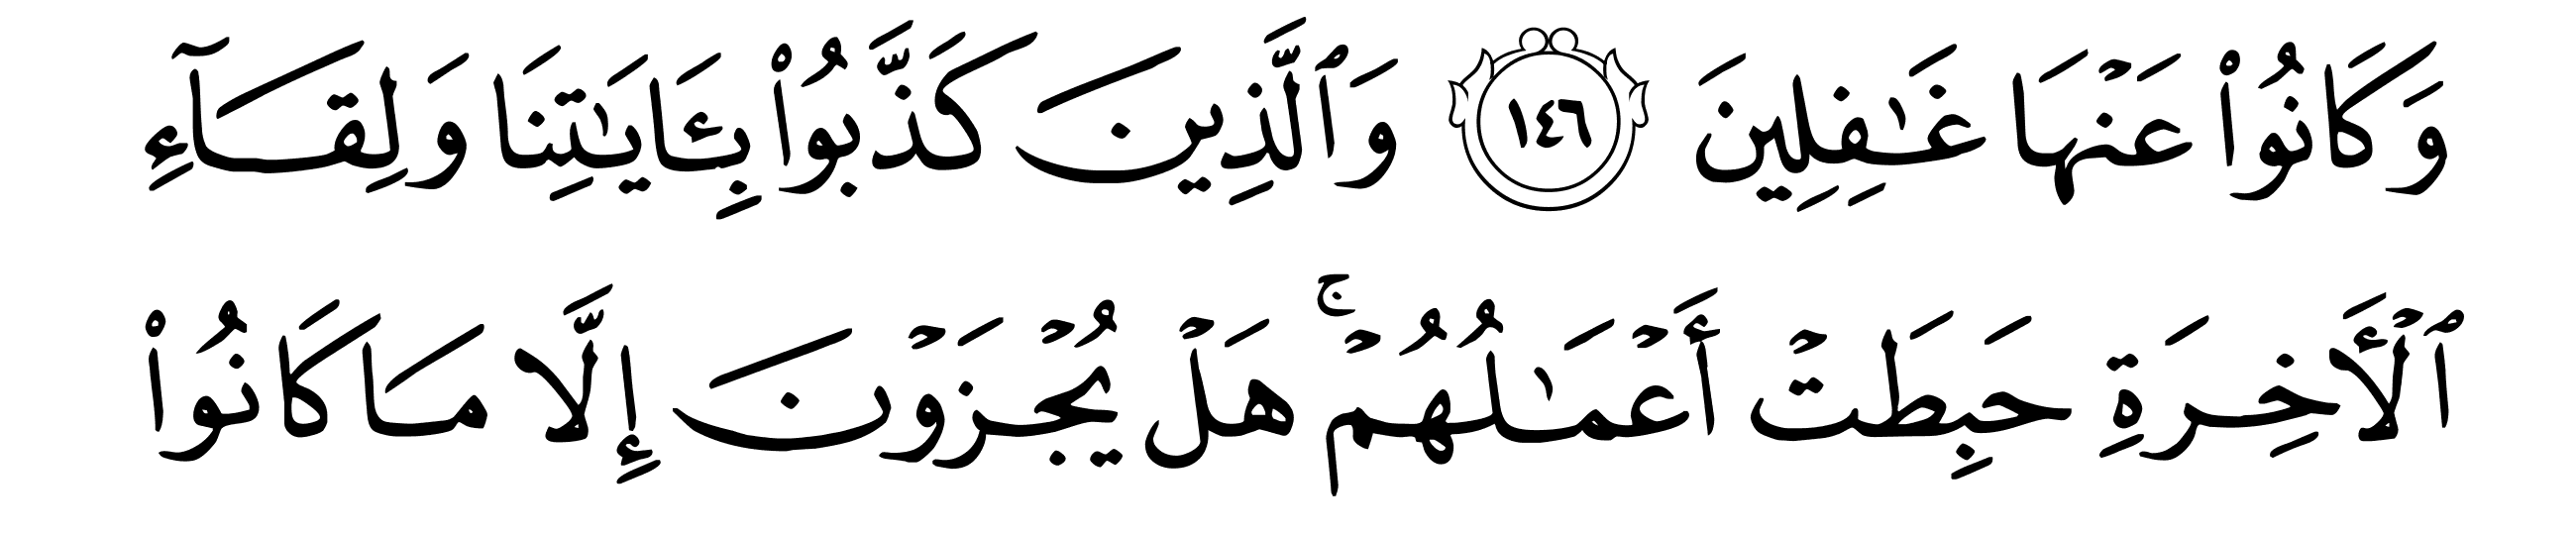 وَكَانُوا۟ عَنْهَا غَـٰفِلِينَ ١٤٦ وَٱلَّذِينَ كَذَّبُوا۟ بِـَٔايَـٰتِنَا وَلِقَآءِ
ٱلْـَٔاخِرَةِ حَبِطَتْ أَعْمَـٰلُهُمْ ۚ هَلْ يُجْزَوْنَ إِلَّا مَا كَانُوا۟